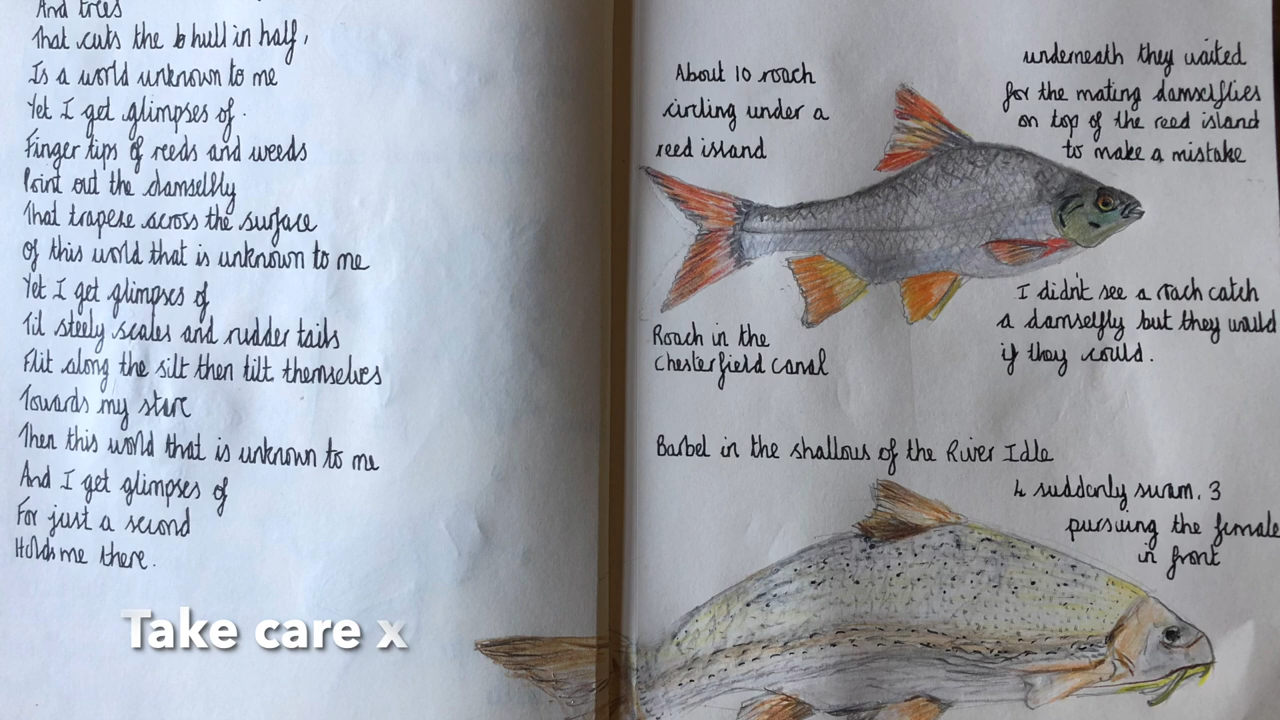 And trees
That cuts the b hull in half,
Is a world unknown to me
Yet I get glimpses of.
Finger tips of reeds and weeds
Point out the damselfly
That trapeze across the surface
of this world that is unknown to me
Yet I get glimpses of
Til steely scales and rudder tails
Flit along the silt then tilt themselves
Towards my stare
Then this world that is unknown to me
And I get glimpses of
For just a second
Holds me there.
Take care x
About 10 roach
circling under a
reed island
underneath they waited
for the mating damselflies
on top of the reed island
to make a mistake
I didn't see a roach catch
a damselfly but they would
if they could.
Roach in the
Chesterfield canal
Barbel in the shallows of the River Idle
4 suddenly swam, 3
pursuing the female
in front